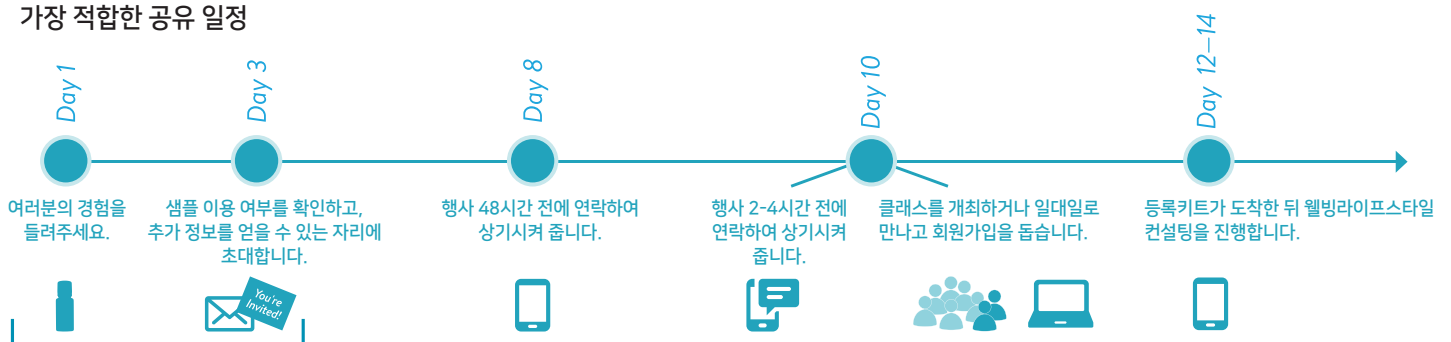 가장 적합한 공유 일정
Day 1
Day 3
Day 8
Day 10
Day 12–14
여러분의 경험을
들려주세요.
샘플 이용 여부를 확인하고,
추가 정보를 얻을 수 있는 자리에
초대합니다.
행사 48시간 전에 연락하여
상기시켜 줍니다.
행사 2-4시간 전에
연락하여 상기시켜
줍니다.
클래스를 개최하거나 일대일로
만나고 회원가입을 돕습니다.
등록키트가 도착한 뒤 웰빙라이프스타일
컨설팅을 진행합니다.
You're
Invited!